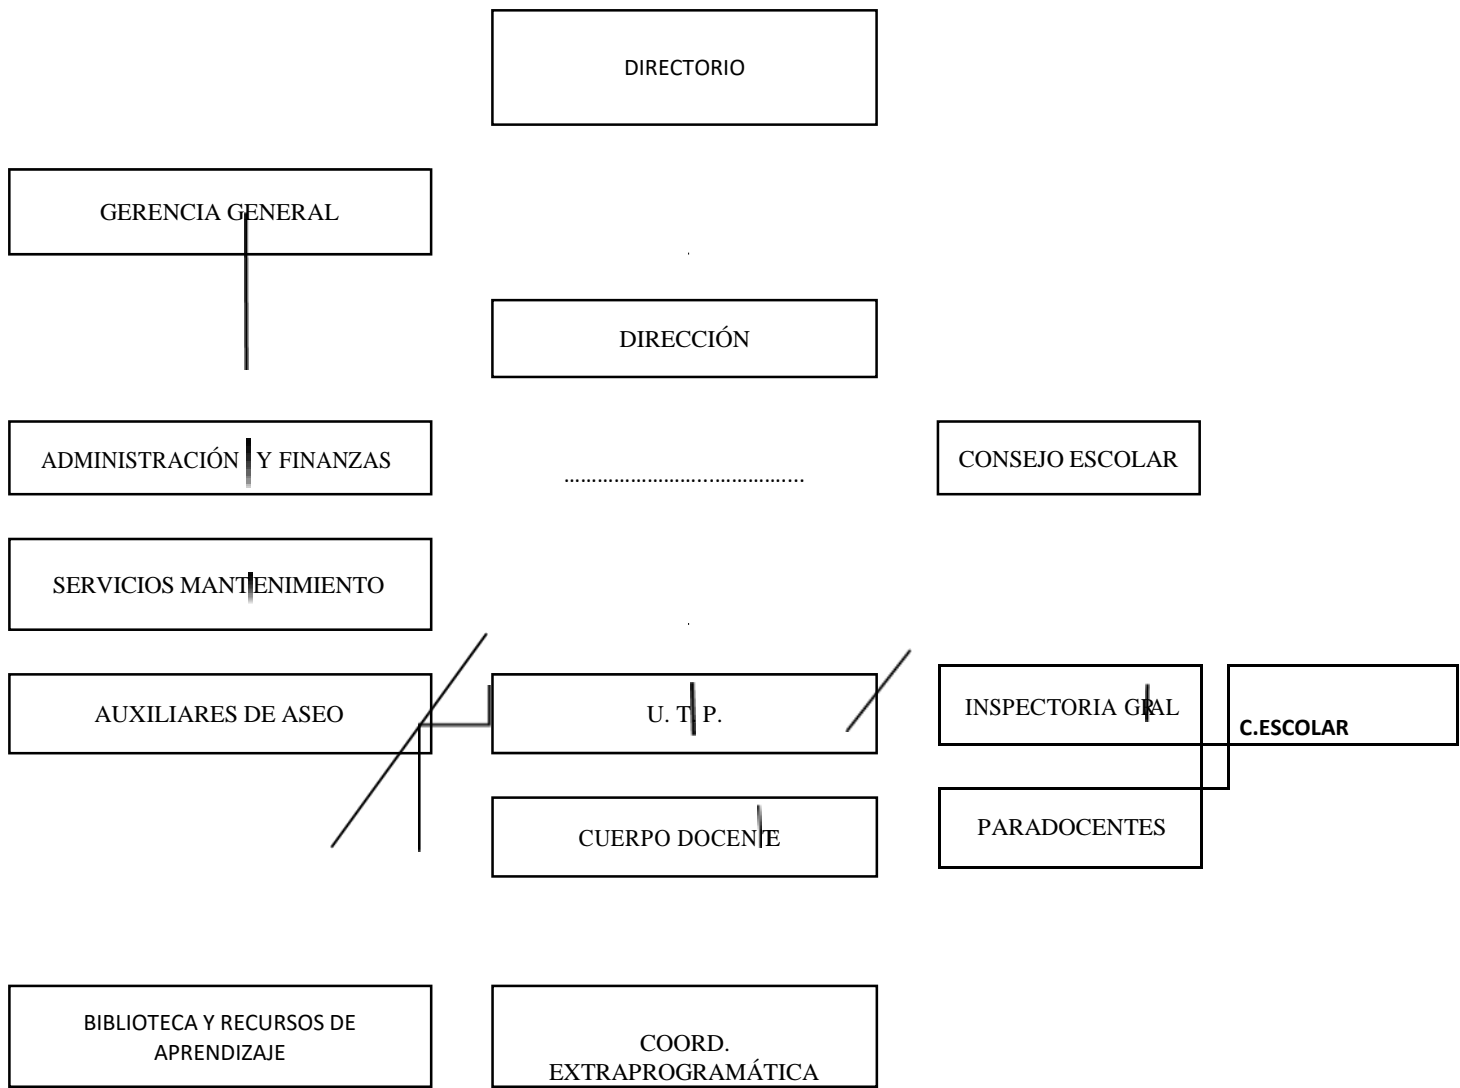 DIRECTORIO
GERENCIA GENERAL
DIRECCIÓN
ADMINISTRACIÓN Y FINANZAS
……………………..…………....
CONSEJO ESCOLAR
SERVICIOS MANTENIMIENTO
AUXILIARES DE ASEO
U. T. P.
INSPECTORIA GRAL
C.ESCOLAR
CUERPO DOCENTE
PARADOCENTES
BIBLIOTECA Y RECURSOS DE
APRENDIZAJE
COORD.
EXTRAPROGRAMÁTICA